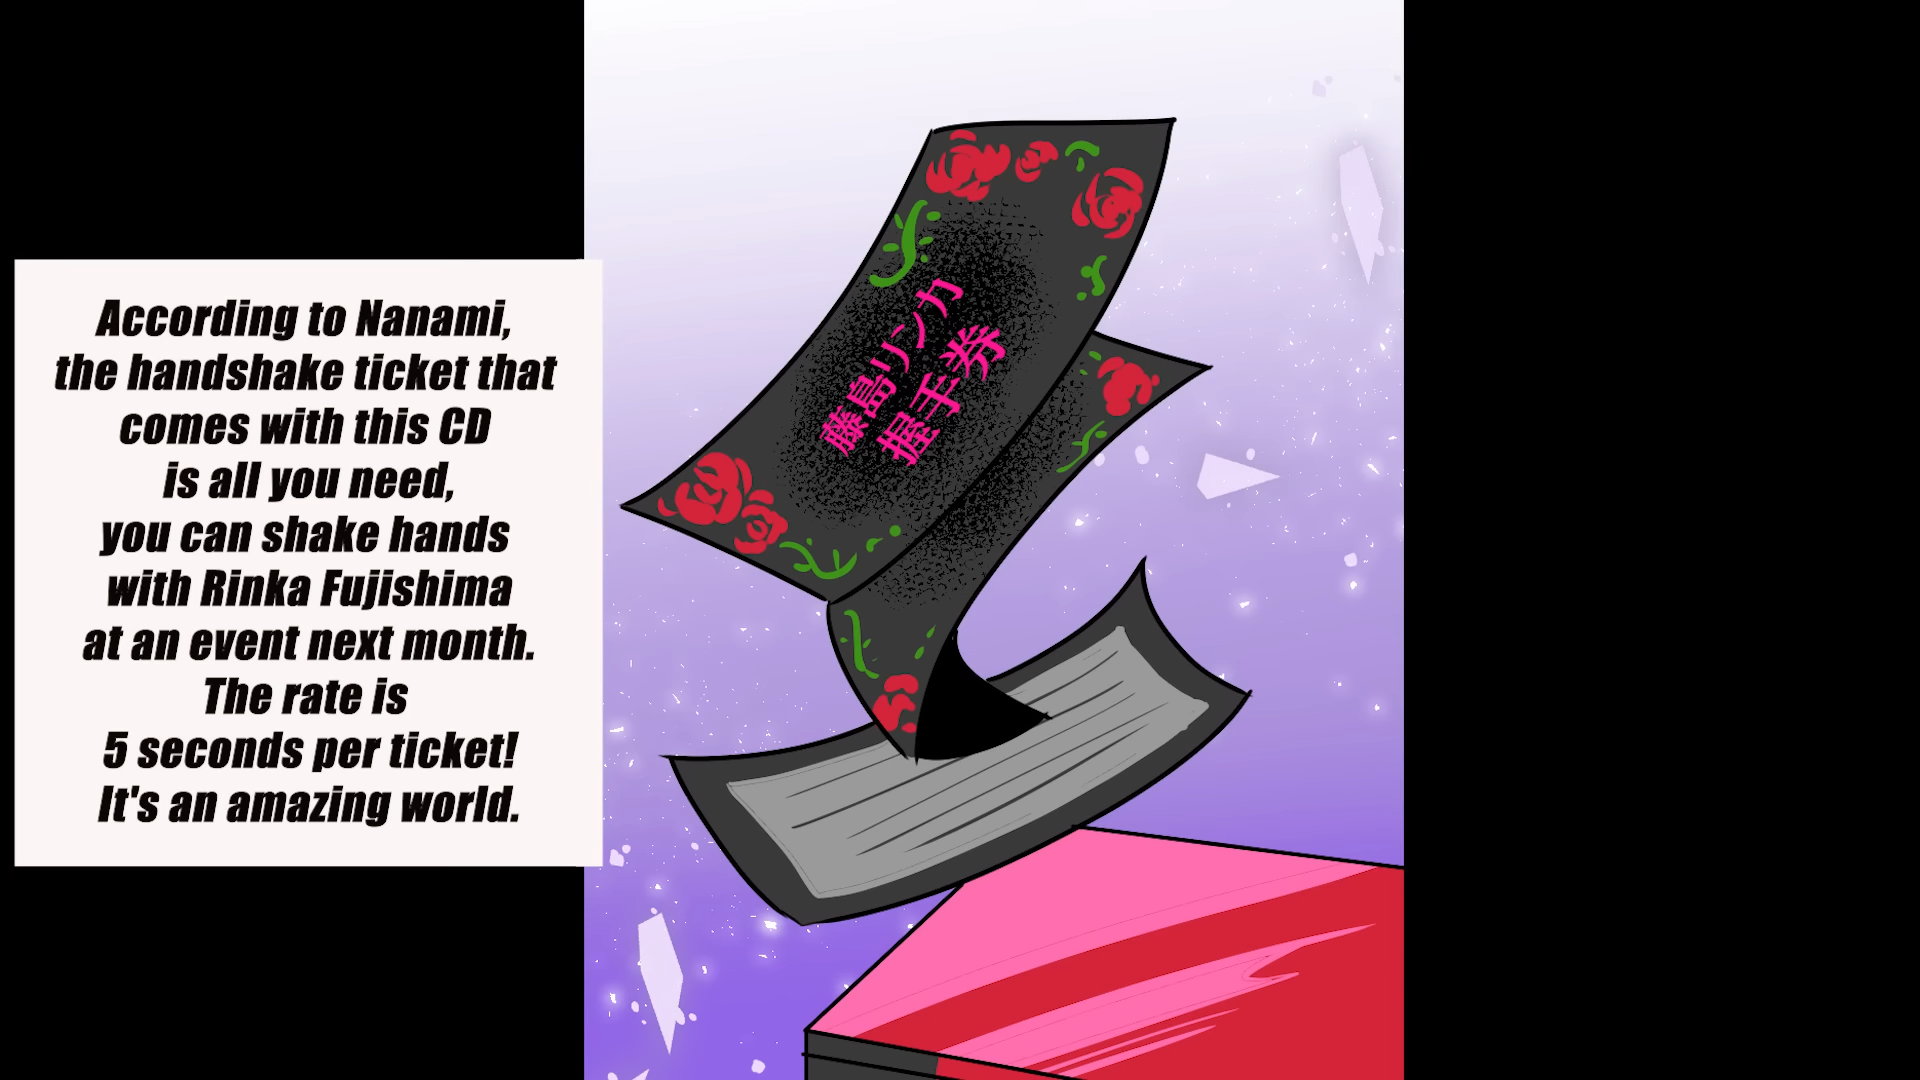 According to Nanami,
the handshake ticket that
comes with this CD
is all you need,
you can shake hands
with Rinka Fujishima
at an event next month.
The rate is
5 seconds per ticket!
It's an amazing world.
藤島リンカ
握手券